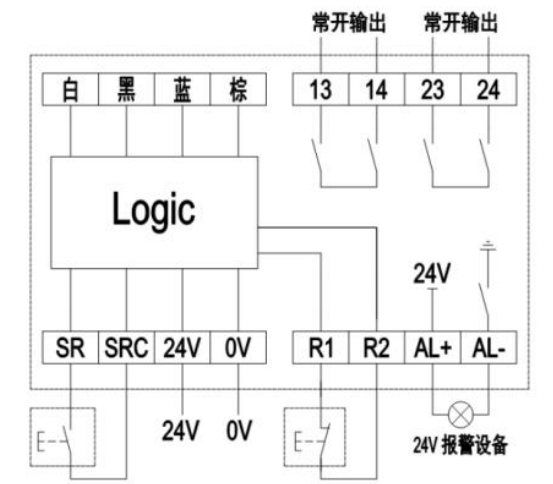 常开输出 常开输出
白 黑 蓝 棕 13 14 23 24
Logic
24V
SR SRC 24V 0V R1 R2 AL+ AL-
24V 0V
24V 报警设备